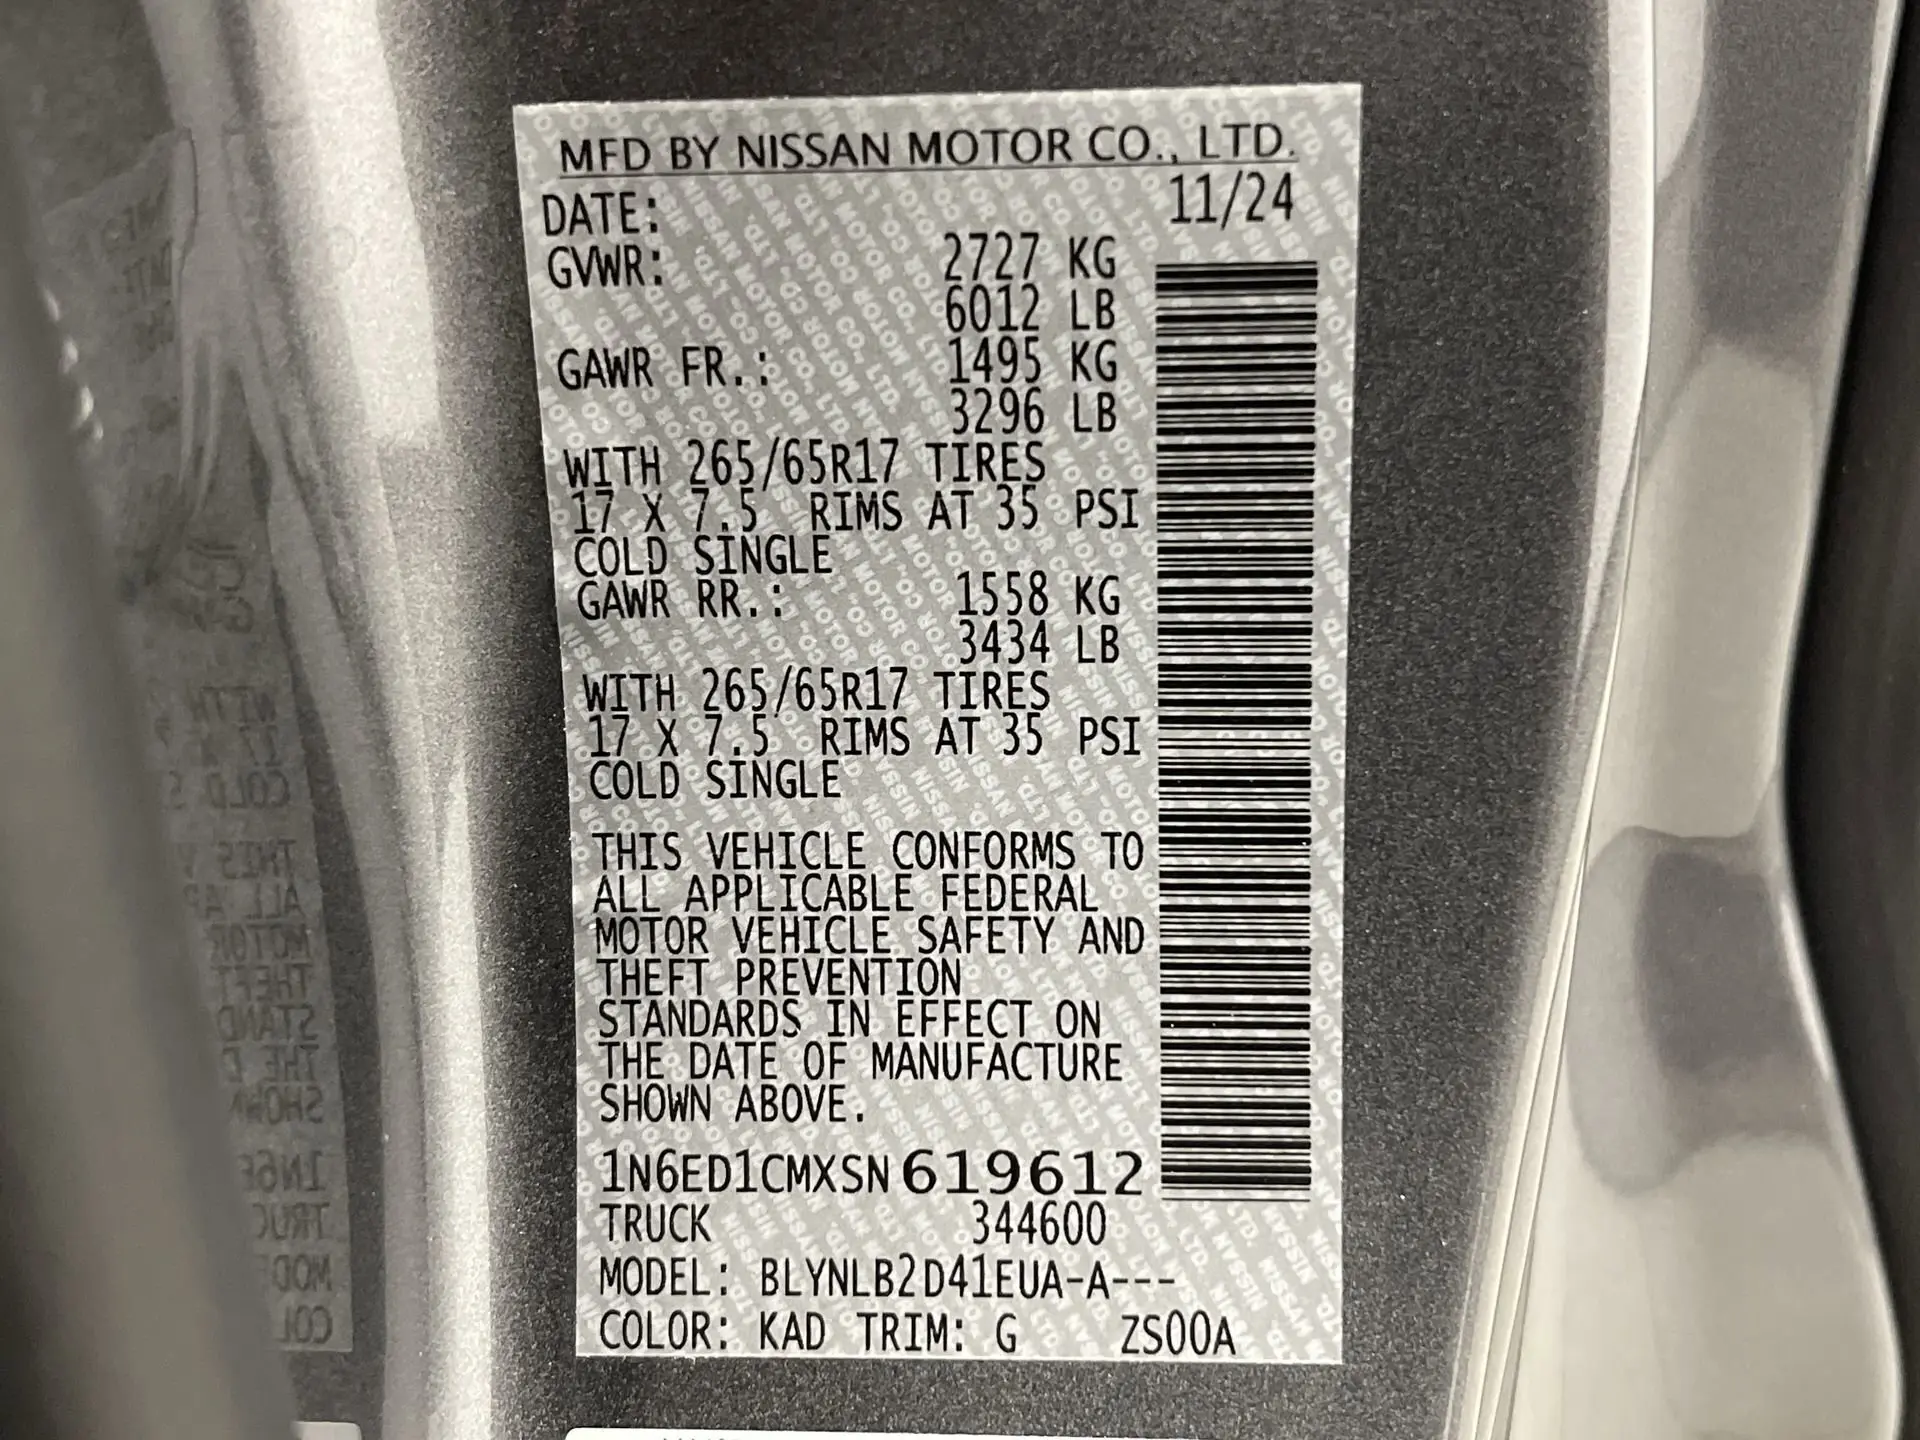 MFD BY NISSAN MOTOR CO., LTD.
DATE: 11/24
GVWR: 2727 KG
6012 LB
GAWR FR.: 1495 KG
3296 LB
WITH 265/65R17 TIRES
17 X 7.5 RIMS AT 35 PSI
COLD SINGLE
GAWR RR.: 1558 KG
3434 LB
WITH 265/65R17 TIRES
17 X 7.5 RIMS AT 35 PSI
COLD SINGLE
THIS VEHICLE CONFORMS TO
ALL APPLICABLE FEDERAL
MOTOR VEHICLE SAFETY AND
THEFT PREVENTION
STANDARDS IN EFFECT ON
THE DATE OF MANUFACTURE
SHOWN ABOVE.
1N6ED1CMXSN619612
TRUCK 344600
MODEL: BLYNLB2D41EUA-A---
COLOR: KAD TRIM: G ZS00A